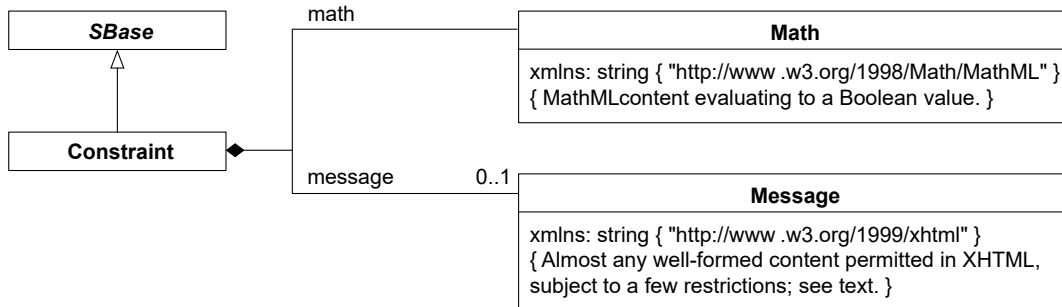 SBase
math
Math
xmlns: string { "http://www .w3.org/1998/Math/MathML" }
{ MathMLcontent evaluating to a Boolean value. }
Constraint
message 0..1
Message
xmlns: string { "http://www .w3.org/1999/xhtml" }
{ Almost any well-formed content permitted in XHTML,
subject to a few restrictions; see text. }